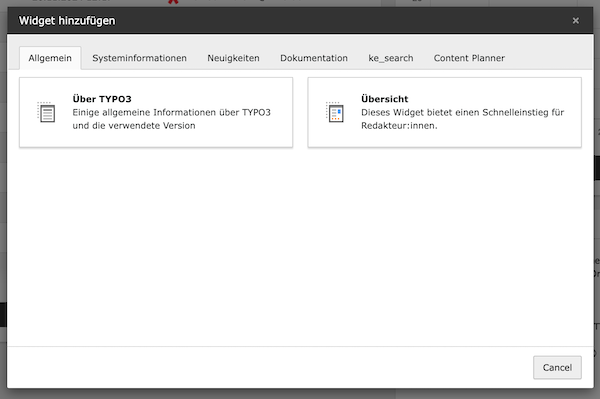 Widget hinzufügen
×
Allgemein Systeminformationen Neuigkeiten Dokumentation ke_search Content Planner
Über TYPO3
Einige allgemeine Informationen über TYPO3
und die verwendete Version
Übersicht
Dieses Widget bietet einen Schnelleinstieg für
Redakteur:innen.
Cancel